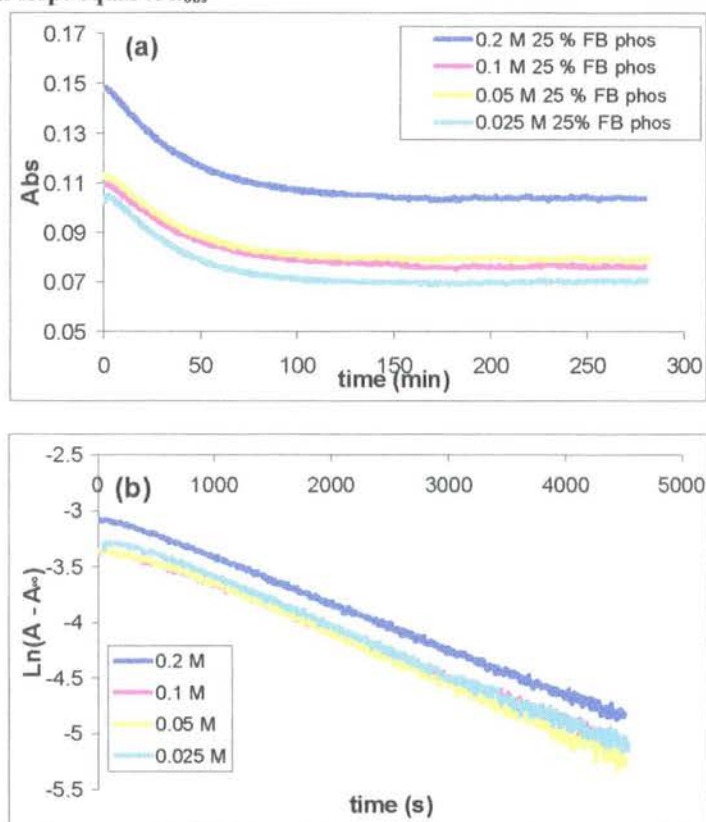 (a)
0.2 M 25 % FB phos
0.1 M 25 % FB phos
0.05 M 25 % FB phos
0.025 M 25% FB phos
0.17
0.15
0.13
0.11
0.09
0.07
0.05
Abs
0 50 100 150 200 250 300
time (min)
(b)
-2.5
0 1000 2000 3000 4000 5000
-3
-3.5
-4
-4.5
-5
-5.5
Ln(A - A∞)
0.2 M
0.1 M
0.05 M
0.025 M
time (s)